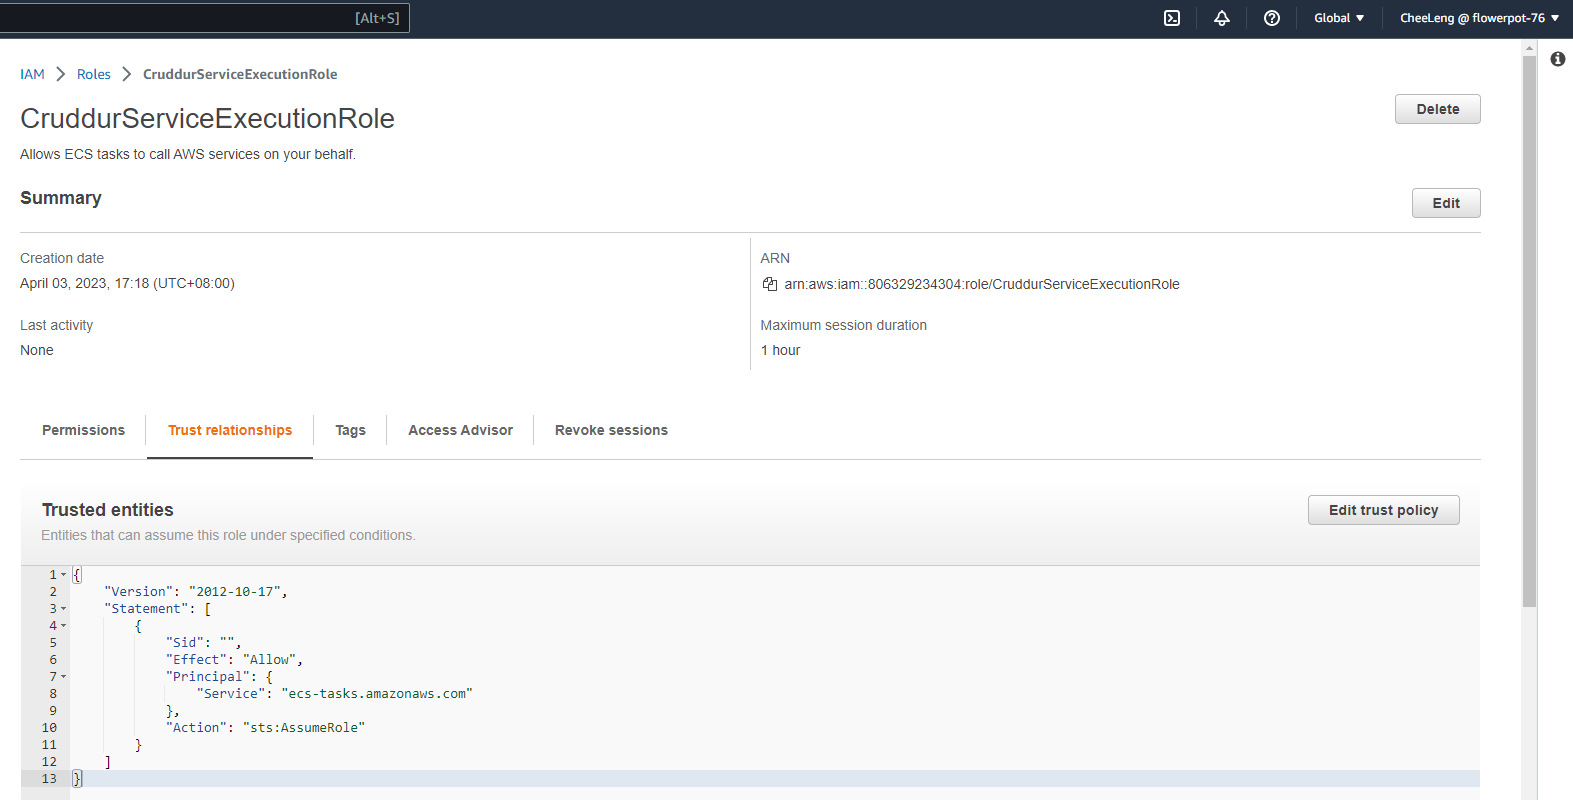 [Alt+S]
Global
CheeLeng @ flowerpot-76
IAM > Roles > CruddurServiceExecutionRole
CruddurServiceExecutionRole
Delete
Allows ECS tasks to call AWS services on your behalf.
Summary
Edit
Creation date
April 03, 2023, 17:18 (UTC+08:00)
ARN
arn:aws:iam::806329234304:role/CruddurServiceExecutionRole
Last activity
None
Maximum session duration
1 hour
Permissions
Trust relationships
Tags
Access Advisor
Revoke sessions
Trusted entities
Edit trust policy
Entities that can assume this role under specified conditions.
1 {
2     "Version": "2012-10-17",
3     "Statement": [
4         {
5             "Sid": "",
6             "Effect": "Allow",
7             "Principal": {
8                 "Service": "ecs-tasks.amazonaws.com"
9             },
10             "Action": "sts:AssumeRole"
11         }
12     ]
13 }